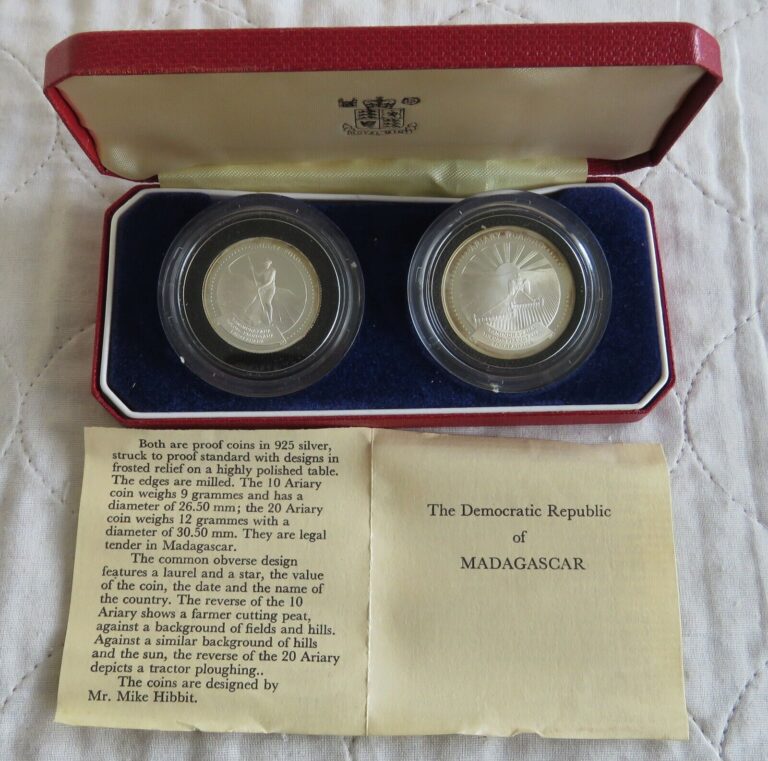 ROYAL MINT
Both are proof coins in 925 silver,
struck to proof standard with designs in
frosted relief on a highly polished table.
The edges are milled. The 10 Ariary
coin weighs 9 grammes and has a
diameter of 26.50 mm; the 20 Ariary
coin weighs 12 grammes with a
diameter of 30.50 mm. They are legal
tender in Madagascar.
The common obverse design
features a laurel and a star, the value
of the coin, the date and the name of
the country. The reverse of the 10
Ariary shows a farmer cutting peat,
against a background of fields and hills.
Against a similar background of hills
and the sun, the reverse of the 20 Ariary
depicts a tractor ploughing..
The coins are designed by
Mr. Mike Hibbit.
The Democratic Republic
of
MADAGASCAR